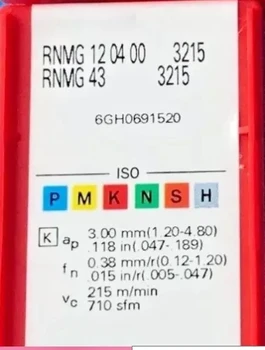 RNMG 12 04 00 3215
RNMG 43 3215
6GH0691520
ISO
P M K N S H
K ap 3.00 mm(1.20-4.80)
.118 in(.047-.189)
fn 0.38 mm/r(0.12-1.20)
.015 in/r(.005-.047)
vc 215 m/min
710 sfm